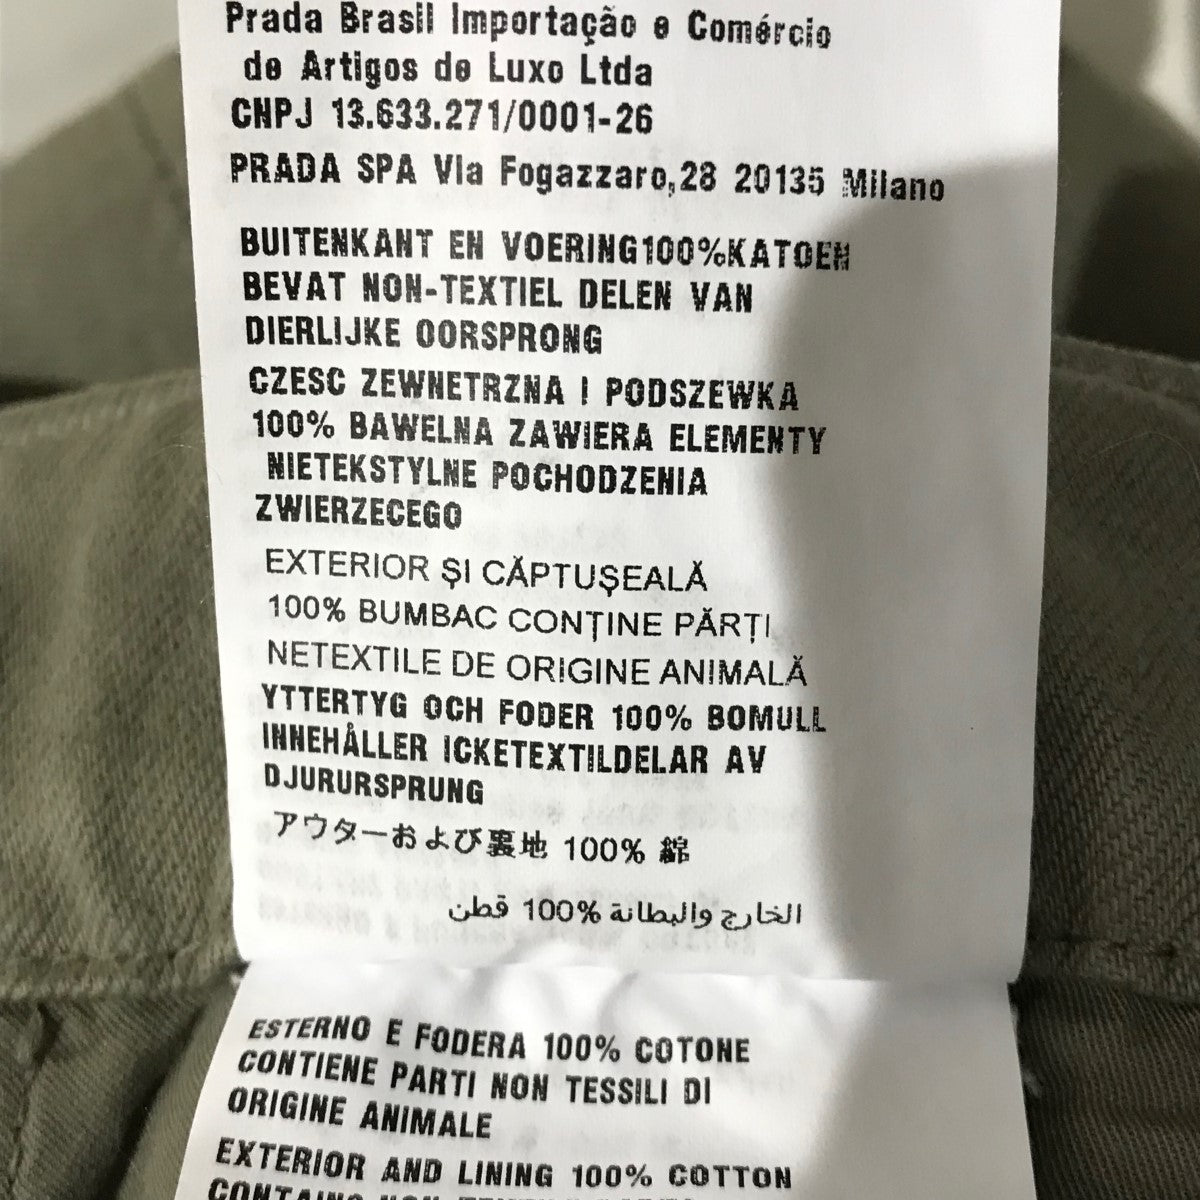 Prada Brasil Importação e Comércio
de Artigos de Luxo Ltda
CNPJ 13.633.271/0001-26
PRADA SPA Via Fogazzaro,28 20135 Milano
BUITENKANT EN VOERING100%KATOEN
BEVAT NON-TEXTIEL DELEN VAN
DIERLIJKE OORSPRONG
CZESC ZEWNETRZNA I PODSZEWKA
100% BAWELNA ZAWIERA ELEMENTY
NIETEKSTYLNE POCHODZENIA
ZWIERZECEGO
EXTERIOR ŞI CĂPTUŞEALĂ
100% BUMBAC CONŢINE PĂRŢI
NETEXTILE DE ORIGINE ANIMALĂ
YTTERTYG OCH FODER 100% BOMULL
INNEHÅLLER ICKETEXTILDELAR AV
DJURURSPRUNG
アウターおよび裏地 100% 綿
الخارج والبطانة 100% قطن
ESTERNO E FODERA 100% COTONE
CONTIENE PARTI NON TESSILI DI
ORIGINE ANIMALE
EXTERIOR AND LINING 100% COTTON
CONTAINS NON